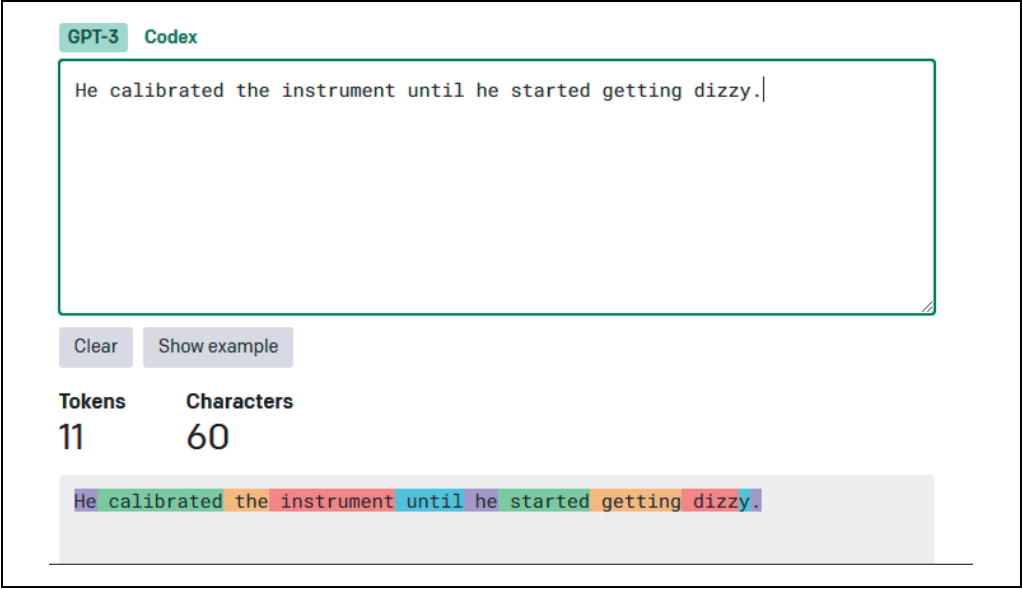 GPT-3 Codex
He calibrated the instrument until he started getting dizzy.
Clear Show example
Tokens Characters
11 60
He calibrated the instrument until he started getting dizzy.